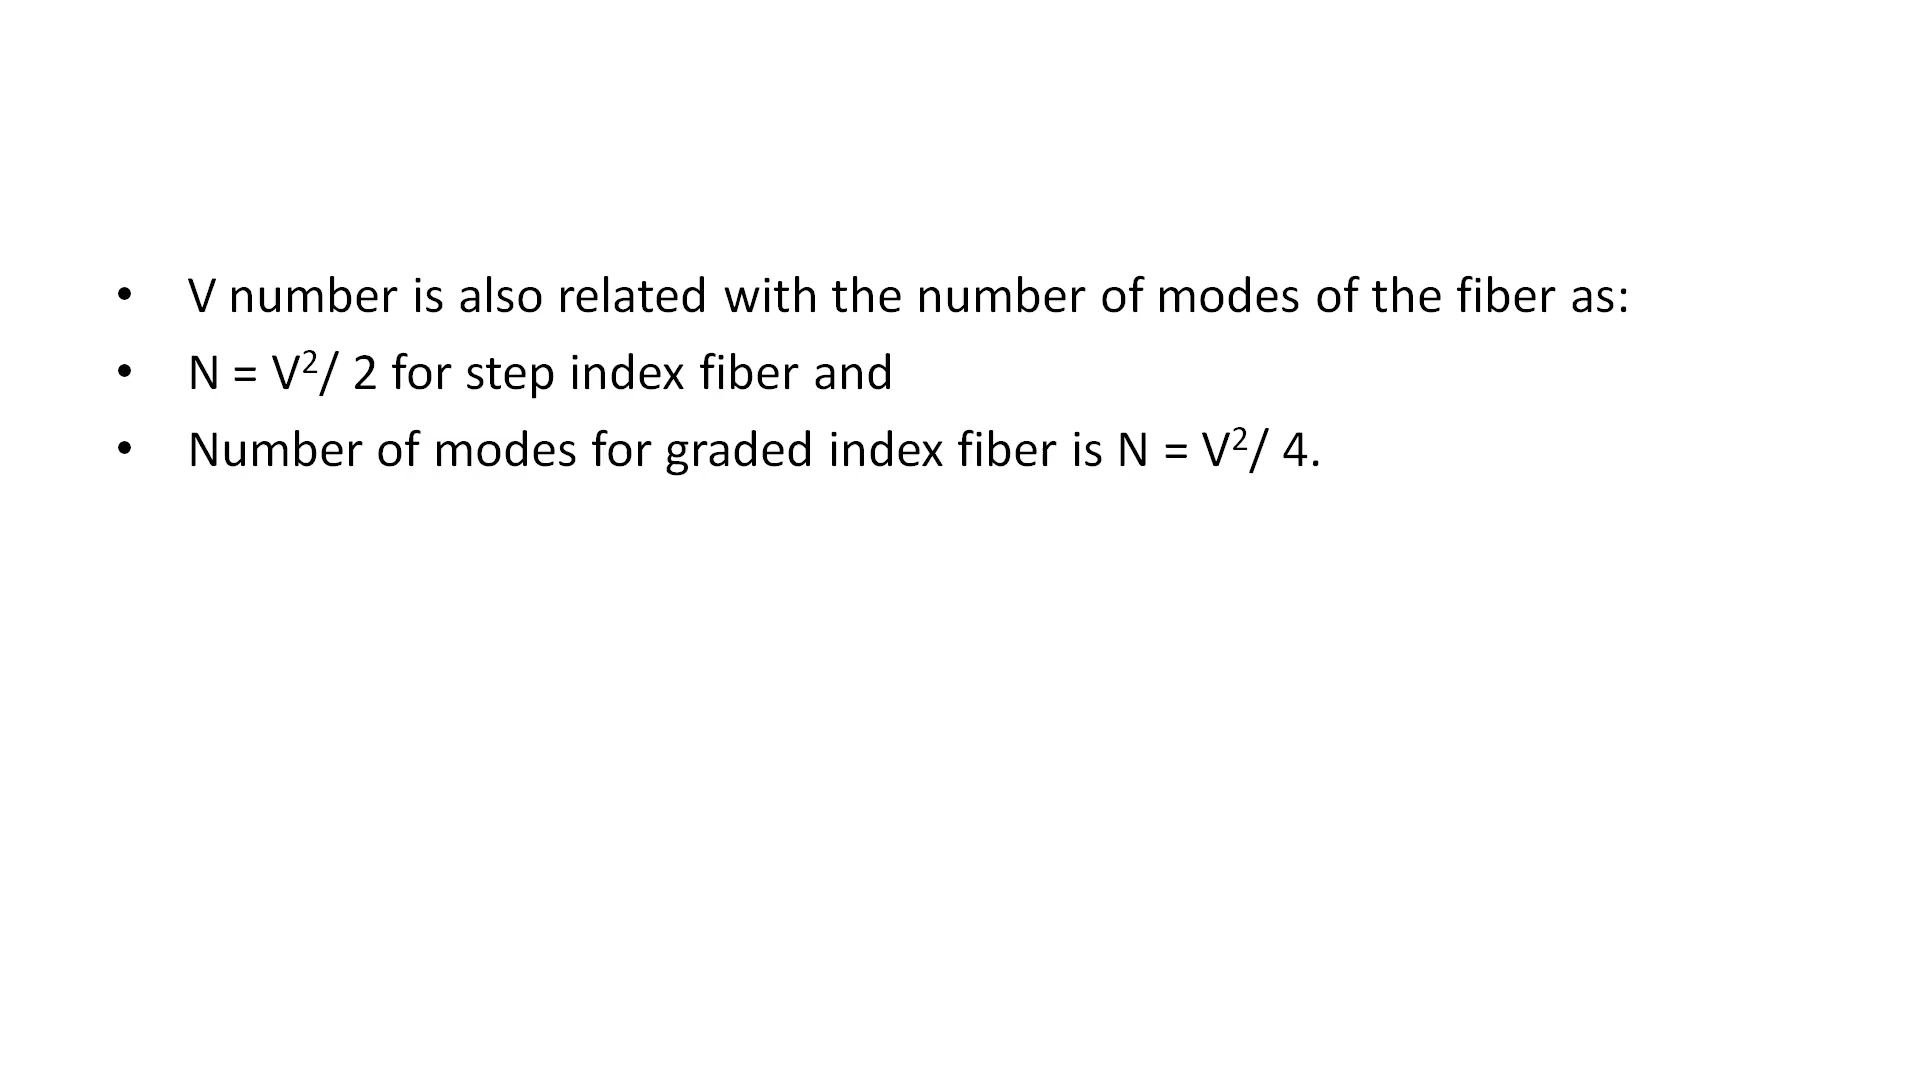 • V number is also related with the number of modes of the fiber as:
• N = V²/ 2 for step index fiber and
• Number of modes for graded index fiber is N = V²/ 4.